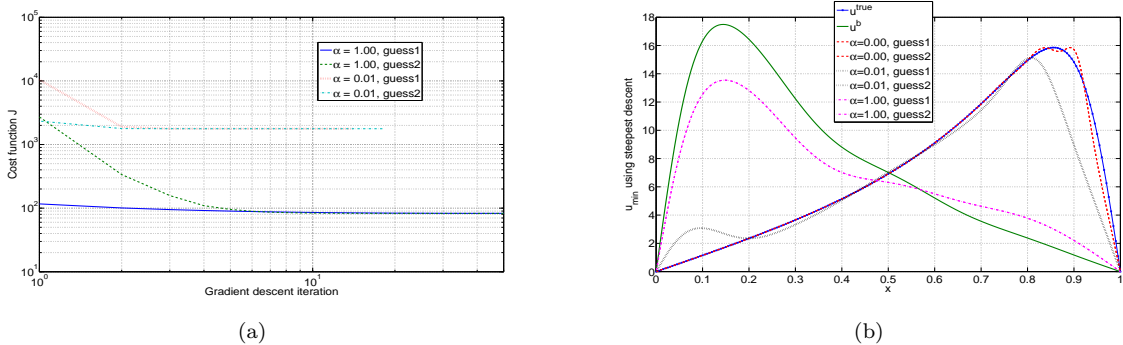 10^5
10^4
10^3
10^2
10^1
Cost function J
10^0
10^1
Gradient descent iteration
α = 1.00, guess1
α = 1.00, guess2
α = 0.01, guess1
α = 0.01, guess2
(a)
18
16
14
12
10
8
6
4
2
0
u_min using steepest descent
0 0.1 0.2 0.3 0.4 0.5 0.6 0.7 0.8 0.9 1
x
u^true
u^b
α=0.00, guess1
α=0.00, guess2
α=0.01, guess1
α=0.01, guess2
α=1.00, guess1
α=1.00, guess2
(b)